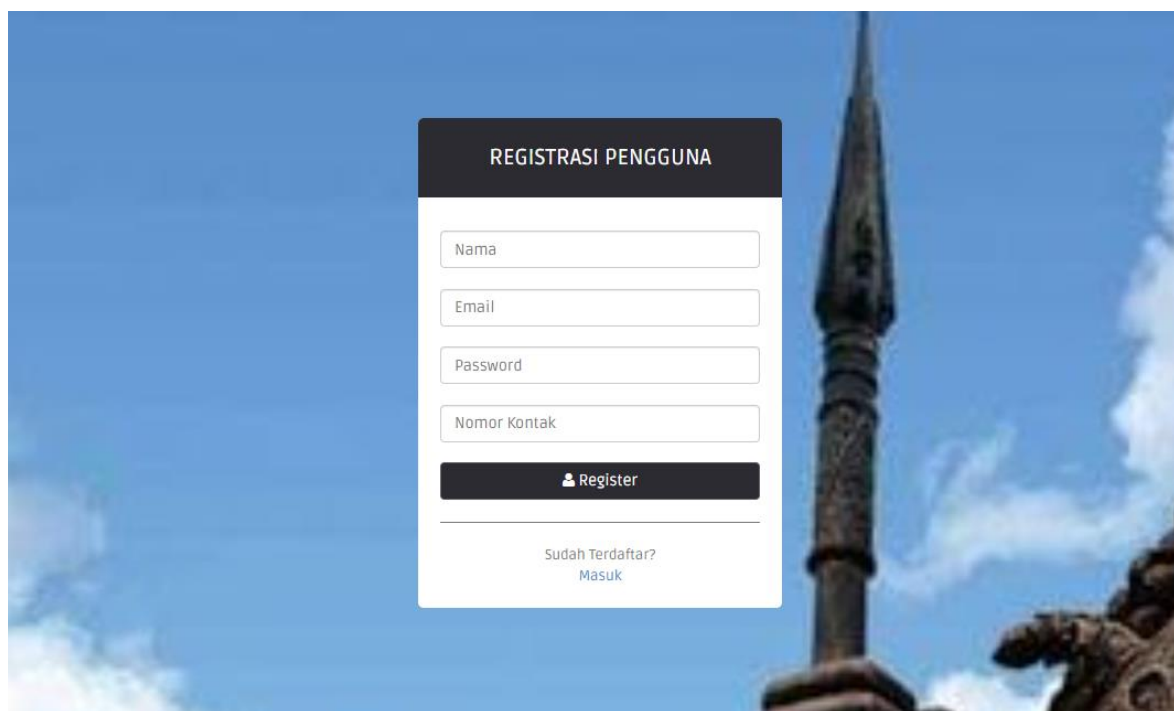 REGISTRASI PENGGUNA
Nama
Email
Password
Nomor Kontak
Register
Sudah Terdaftar?
Masuk